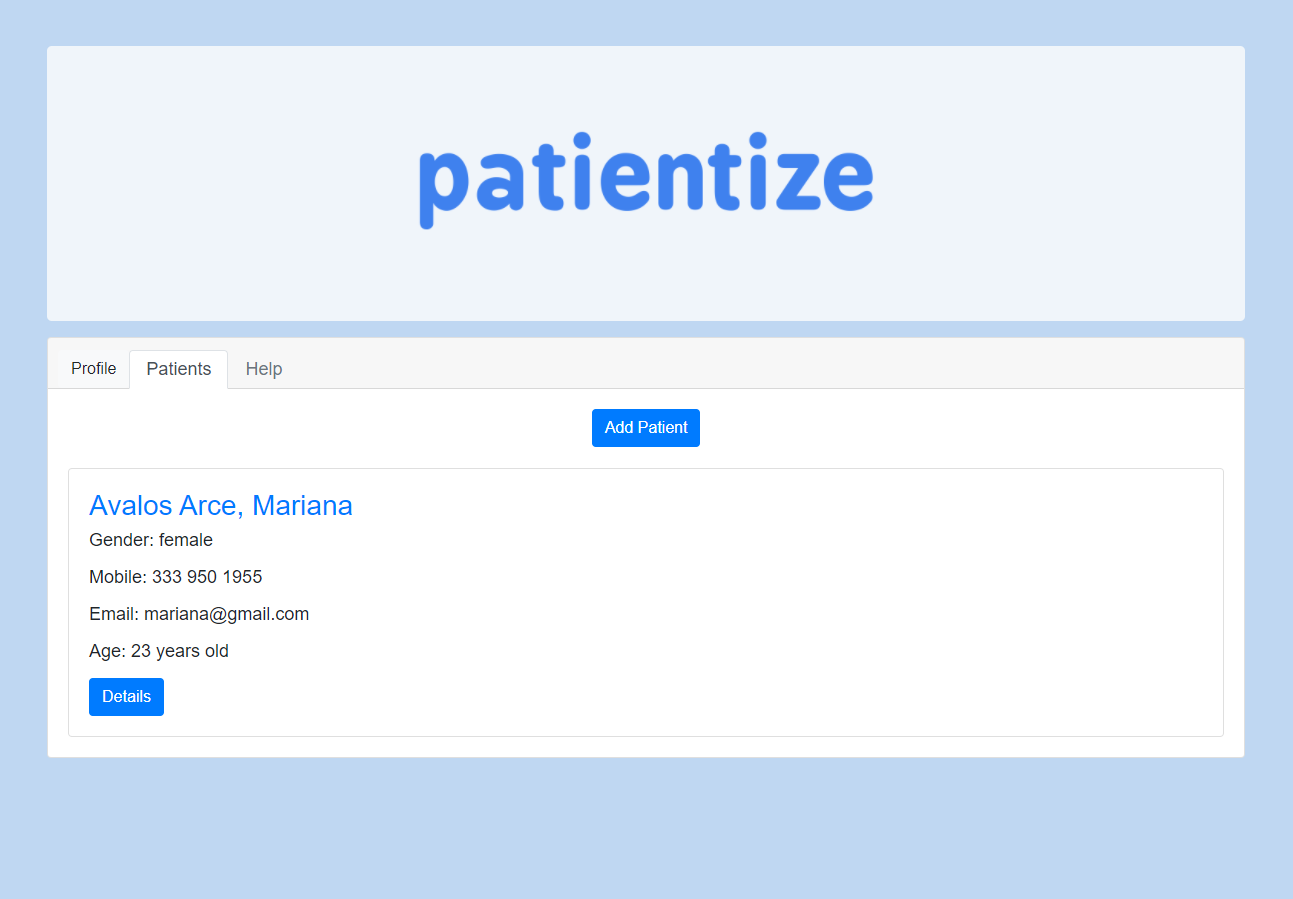 patientize
Profile Patients Help
Add Patient
Avalos Arce, Mariana
Gender: female
Mobile: 333 950 1955
Email: mariana@gmail.com
Age: 23 years old
Details